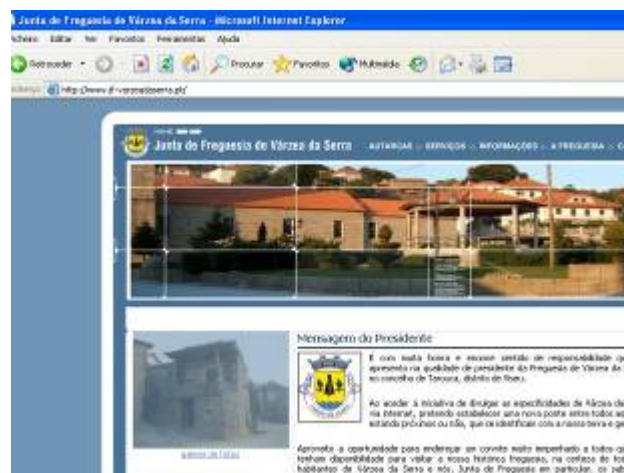 Junta de Freguesia de Várzea da Serra - Microsoft Internet Explorer
Editar Ver Favoritos Ferramentas Ajuda
Retroceder Procurar Favoritos Multimédia
Junta de Freguesia de Várzea da Serra AUTARCAS :: SERVIÇOS :: INFORMAÇÕES :: A FREGUESIA ::
Mensagem do Presidente
É com muita honra e enorme sentido de responsabilidade
apresento na qualidade de presidente da Freguesia de Várzea da
no concelho de Tarouca, distrito de Viseu.
Ao aceder à iniciativa de divulgar as especificidades de Várzea da
via internet, pretendo estabelecer uma nova ponte entre todos
estando próximos ou não, que se identificam com a nossa terra e
Aproveito a oportunidade para endereçar um convite muito empenhado a todos
tenham disponibilidade para visitar a nossa histórica freguesia, na certeza de
habitantes de Várzea da Serra e nós, Junta de Freguesia em particular, os